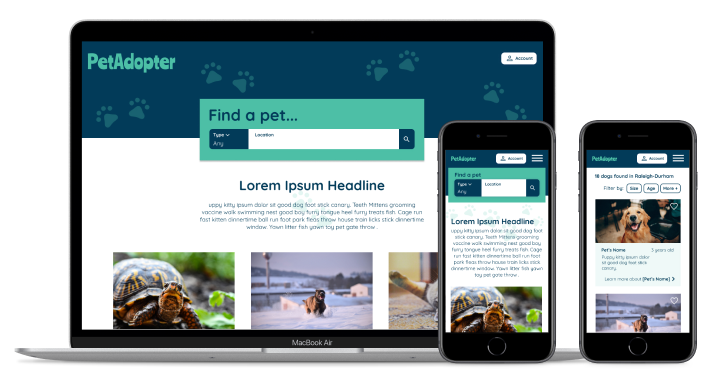 PetAdopter
Account
Find a pet...
Type
Location
Any
Lorem Ipsum Headline
uppy kitty ipsum dolor sit good dog foot stick canary. Teeth Mittens grooming
vaccine walk swimming nest good boy furry tongue heel furry treats fish. Cage run
fast kitten dinnertime ball run foot park fleas throw house train licks stick dinnertime
window. Yawn litter fish yawn toy pet gate throw.
MacBook Air
PetAdopter
Account
Find a pet
Type
Location
Any
Lorem Ipsum Headline
uppy kitty ipsum dolor sit good dog foot
stick canary. Teeth Mittens grooming
vaccine walk swimming nest good boy
furry tongue heel furry treats fish. Cage
run fast kitten dinnertime ball run foot
park fleas throw house train licks stick
dinnertime window. Yawn litter fish yawn
toy pet gate throw.
PetAdopter
Account
18 dogs found in Raleigh-Durham
Filter by:
Size
Age
More +
Pet's Name
3 years old
Puppy kitty ipsum dolor
sit good dog foot stick
canary.
Learn more about [Pet's Name]